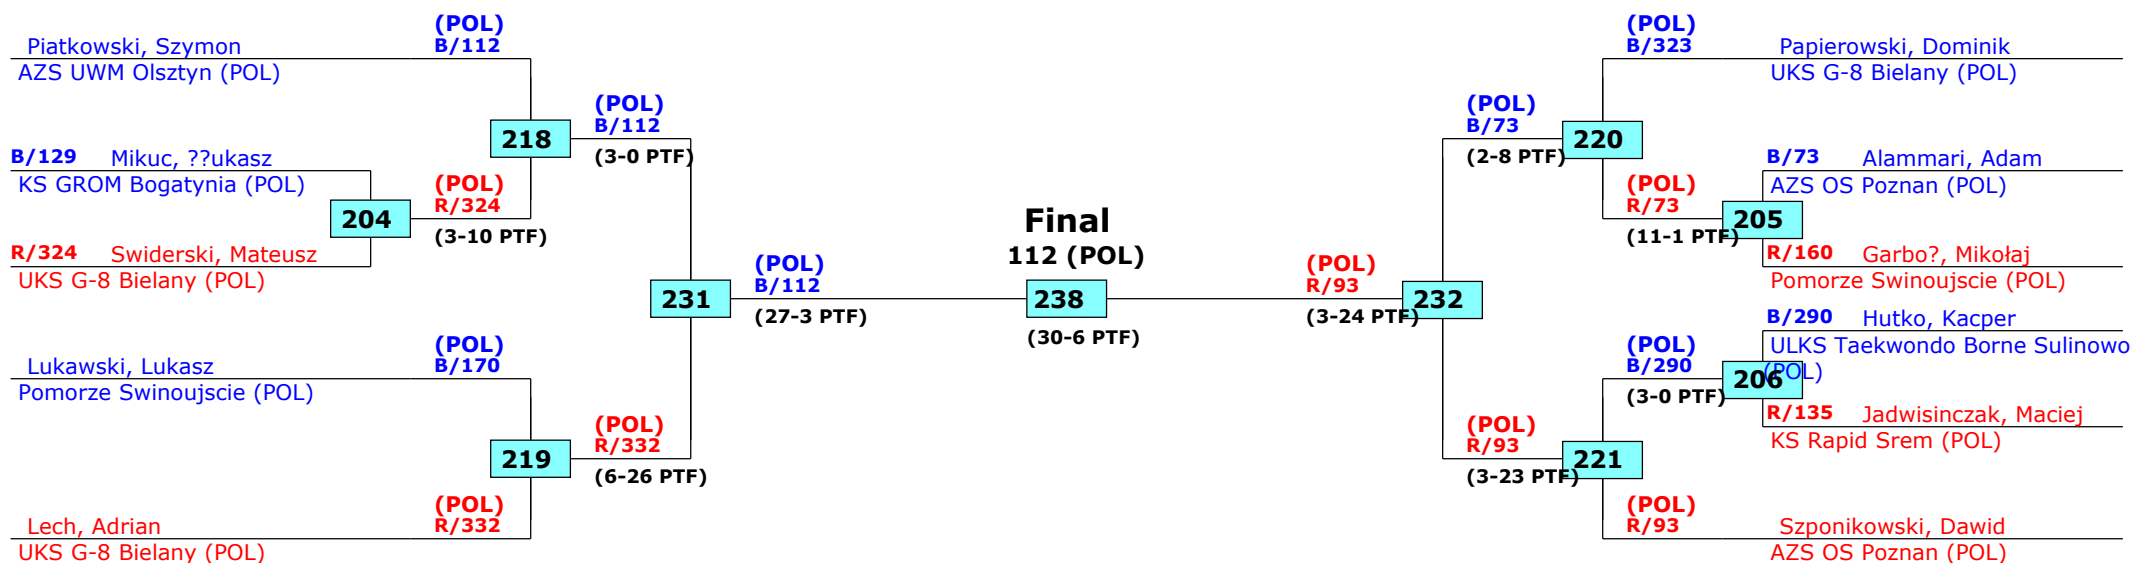 (POL)
B/112
Piatkowski, Szymon
AZS UWM Olsztyn (POL)
218
(POL)
B/112
(3-0 PTF)
B/129 Mikuc, ??ukasz
KS GROM Bogatynia (POL)
204
(POL)
R/324
(3-10 PTF)
R/324 Swiderski, Mateusz
UKS G-8 Bielany (POL)
231
(POL)
B/112
(27-3 PTF)
(POL)
B/170
Lukawski, Lukasz
Pomorze Swinoujscie (POL)
219
(POL)
R/332
(6-26 PTF)
(POL)
R/332
Lech, Adrian
UKS G-8 Bielany (POL)
Final
112 (POL)
238
(30-6 PTF)
(POL)
B/323
Papierowski, Dominik
UKS G-8 Bielany (POL)
(POL)
B/73
220
(2-8 PTF)
B/73 Alammari, Adam
AZS OS Poznan (POL)
(POL)
R/73
205
(11-1 PTF)
R/160 Garbo?, Mikołaj
Pomorze Swinoujscie (POL)
(POL)
R/93
232
(3-24 PTF)
B/290 Hutko, Kacper
ULKS Taekwondo Borne Sulinowo
(POL)
(POL)
B/290
206
(3-0 PTF)
R/135 Jadwisinczak, Maciej
KS Rapid Srem (POL)
(POL)
R/93
221
(3-23 PTF)
(POL)
R/93
Szponikowski, Dawid
AZS OS Poznan (POL)